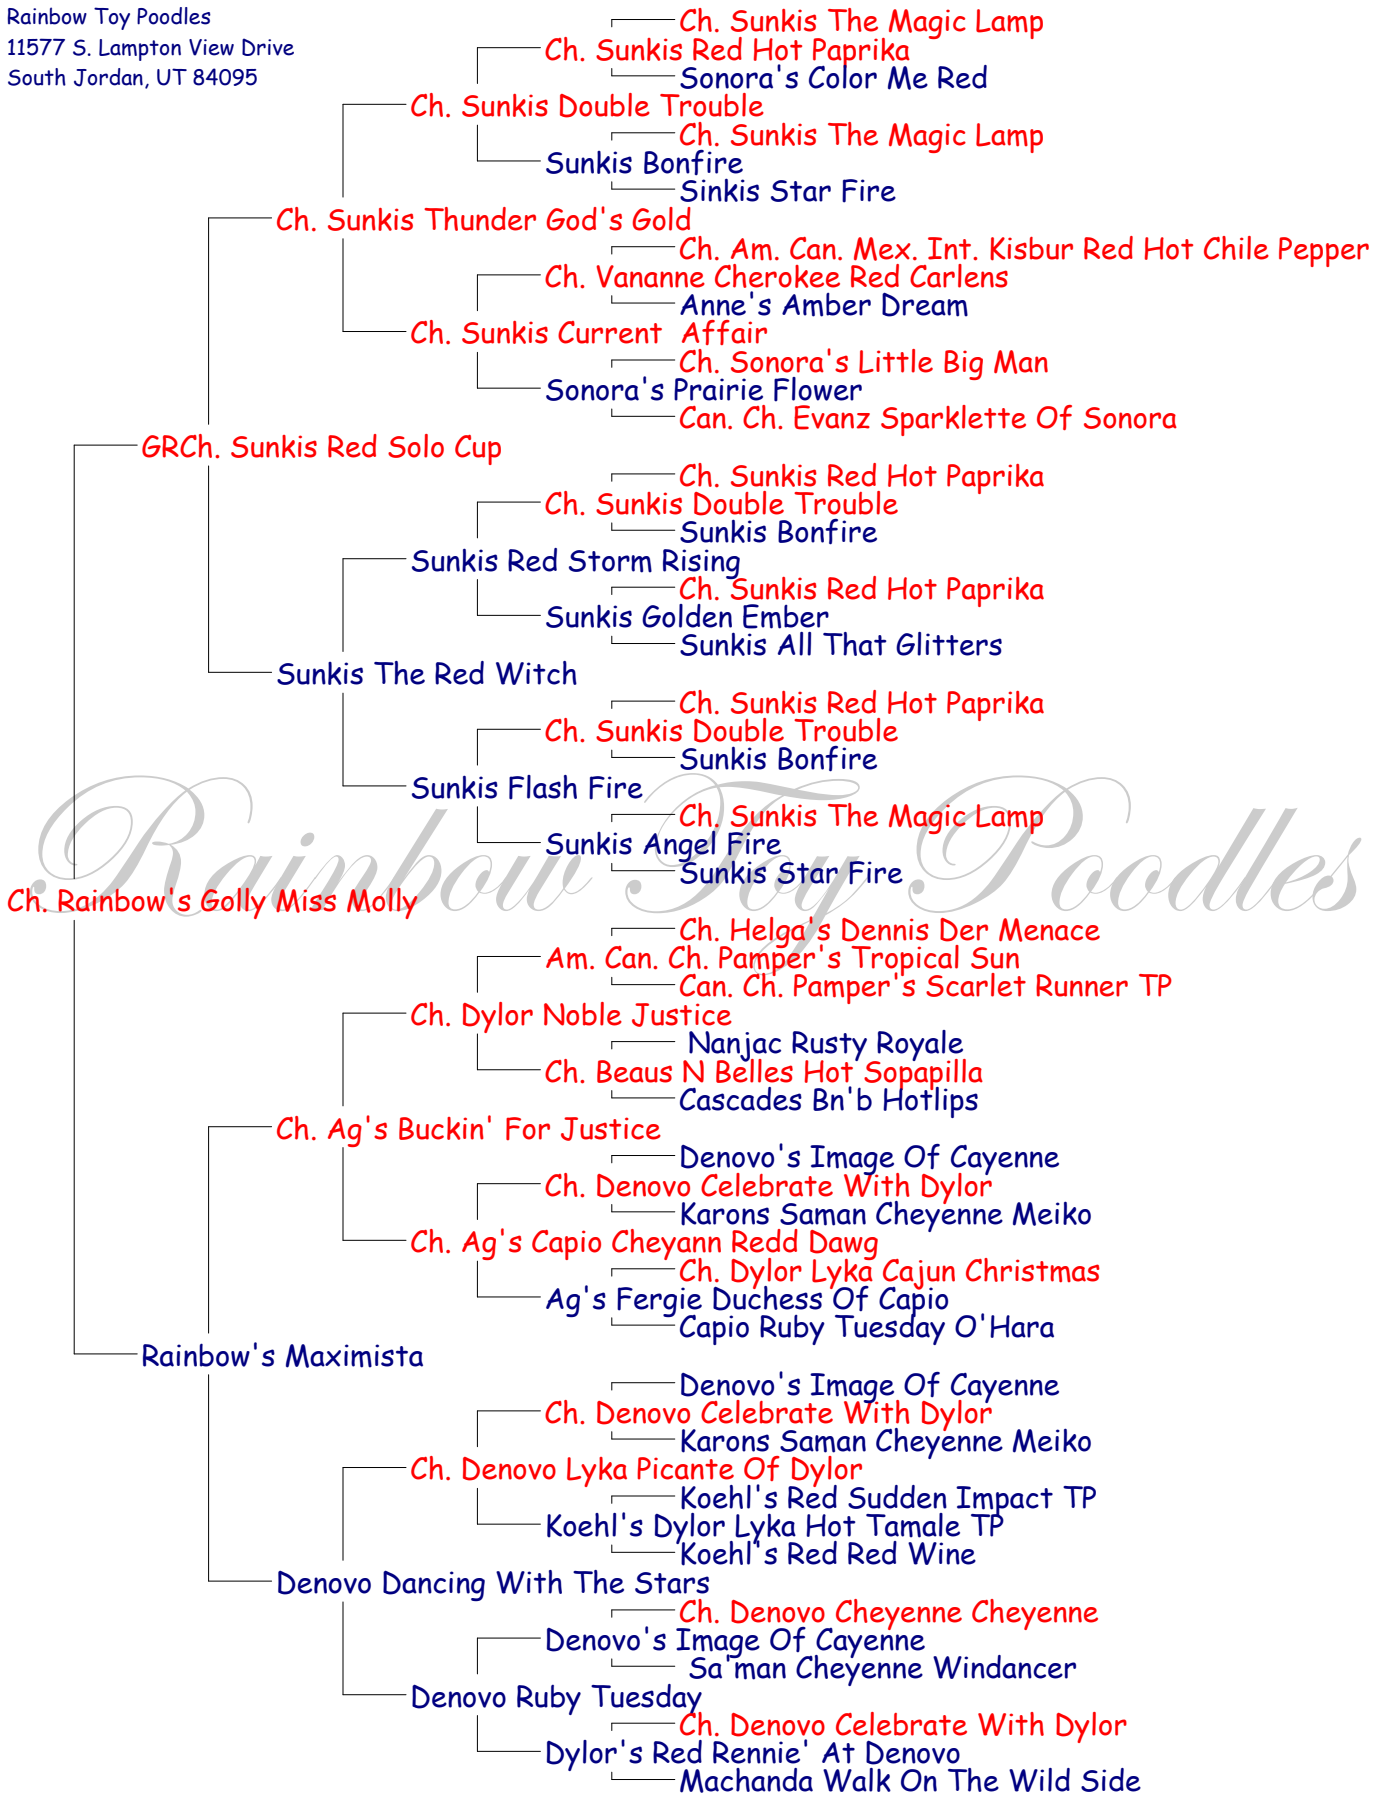 Rainbow Toy Poodles
11577 S. Lampton View Drive
South Jordan, UT 84095
Ch. Sunkis The Magic Lamp
Ch. Sunkis Red Hot Paprika
Sonora's Color Me Red
Ch. Sunkis Double Trouble
Ch. Sunkis The Magic Lamp
Sunkis Bonfire
Sinkis Star Fire
Ch. Sunkis Thunder God's Gold
Ch. Am. Can. Mex. Int. Kisbur Red Hot Chile Pepper
Ch. Vananne Cherokee Red Carlens
Anne's Amber Dream
Ch. Sunkis Current Affair
Ch. Sonora's Little Big Man
Sonora's Prairie Flower
Can. Ch. Evanz Sparklette Of Sonora
GRCh. Sunkis Red Solo Cup
Ch. Sunkis Red Hot Paprika
Ch. Sunkis Double Trouble
Sunkis Bonfire
Sunkis Red Storm Rising
Ch. Sunkis Red Hot Paprika
Sunkis Golden Ember
Sunkis All That Glitters
Sunkis The Red Witch
Ch. Sunkis Red Hot Paprika
Ch. Sunkis Double Trouble
Sunkis Bonfire
Sunkis Flash Fire
Ch. Sunkis The Magic Lamp
Sunkis Angel Fire
Sunkis Star Fire
Rainbow Toy Poodles
Ch. Rainbow's Golly Miss Molly
Ch. Helga's Dennis Der Menace
Am. Can. Ch. Pamper's Tropical Sun
Can. Ch. Pamper's Scarlet Runner TP
Ch. Dylor Noble Justice
Nanjac Rusty Royale
Ch. Beaus N Belles Hot Sopapilla
Cascades Bn'b Hotlips
Ch. Ag's Buckin' For Justice
Denovo's Image Of Cayenne
Ch. Denovo Celebrate With Dylor
Karons Saman Cheyenne Meiko
Ch. Ag's Capio Cheyann Redd Dawg
Ch. Dylor Lyka Cajun Christmas
Ag's Fergie Duchess Of Capio
Capio Ruby Tuesday O'Hara
Rainbow's Maximista
Denovo's Image Of Cayenne
Ch. Denovo Celebrate With Dylor
Karons Saman Cheyenne Meiko
Ch. Denovo Lyka Picante Of Dylor
Koehl's Red Sudden Impact TP
Koehl's Dylor Lyka Hot Tamale TP
Koehl's Red Red Wine
Denovo Dancing With The Stars
Ch. Denovo Cheyenne Cheyenne
Denovo's Image Of Cayenne
Sa'man Cheyenne Windancer
Denovo Ruby Tuesday
Ch. Denovo Celebrate With Dylor
Dylor's Red Rennie' At Denovo
Machanda Walk On The Wild Side